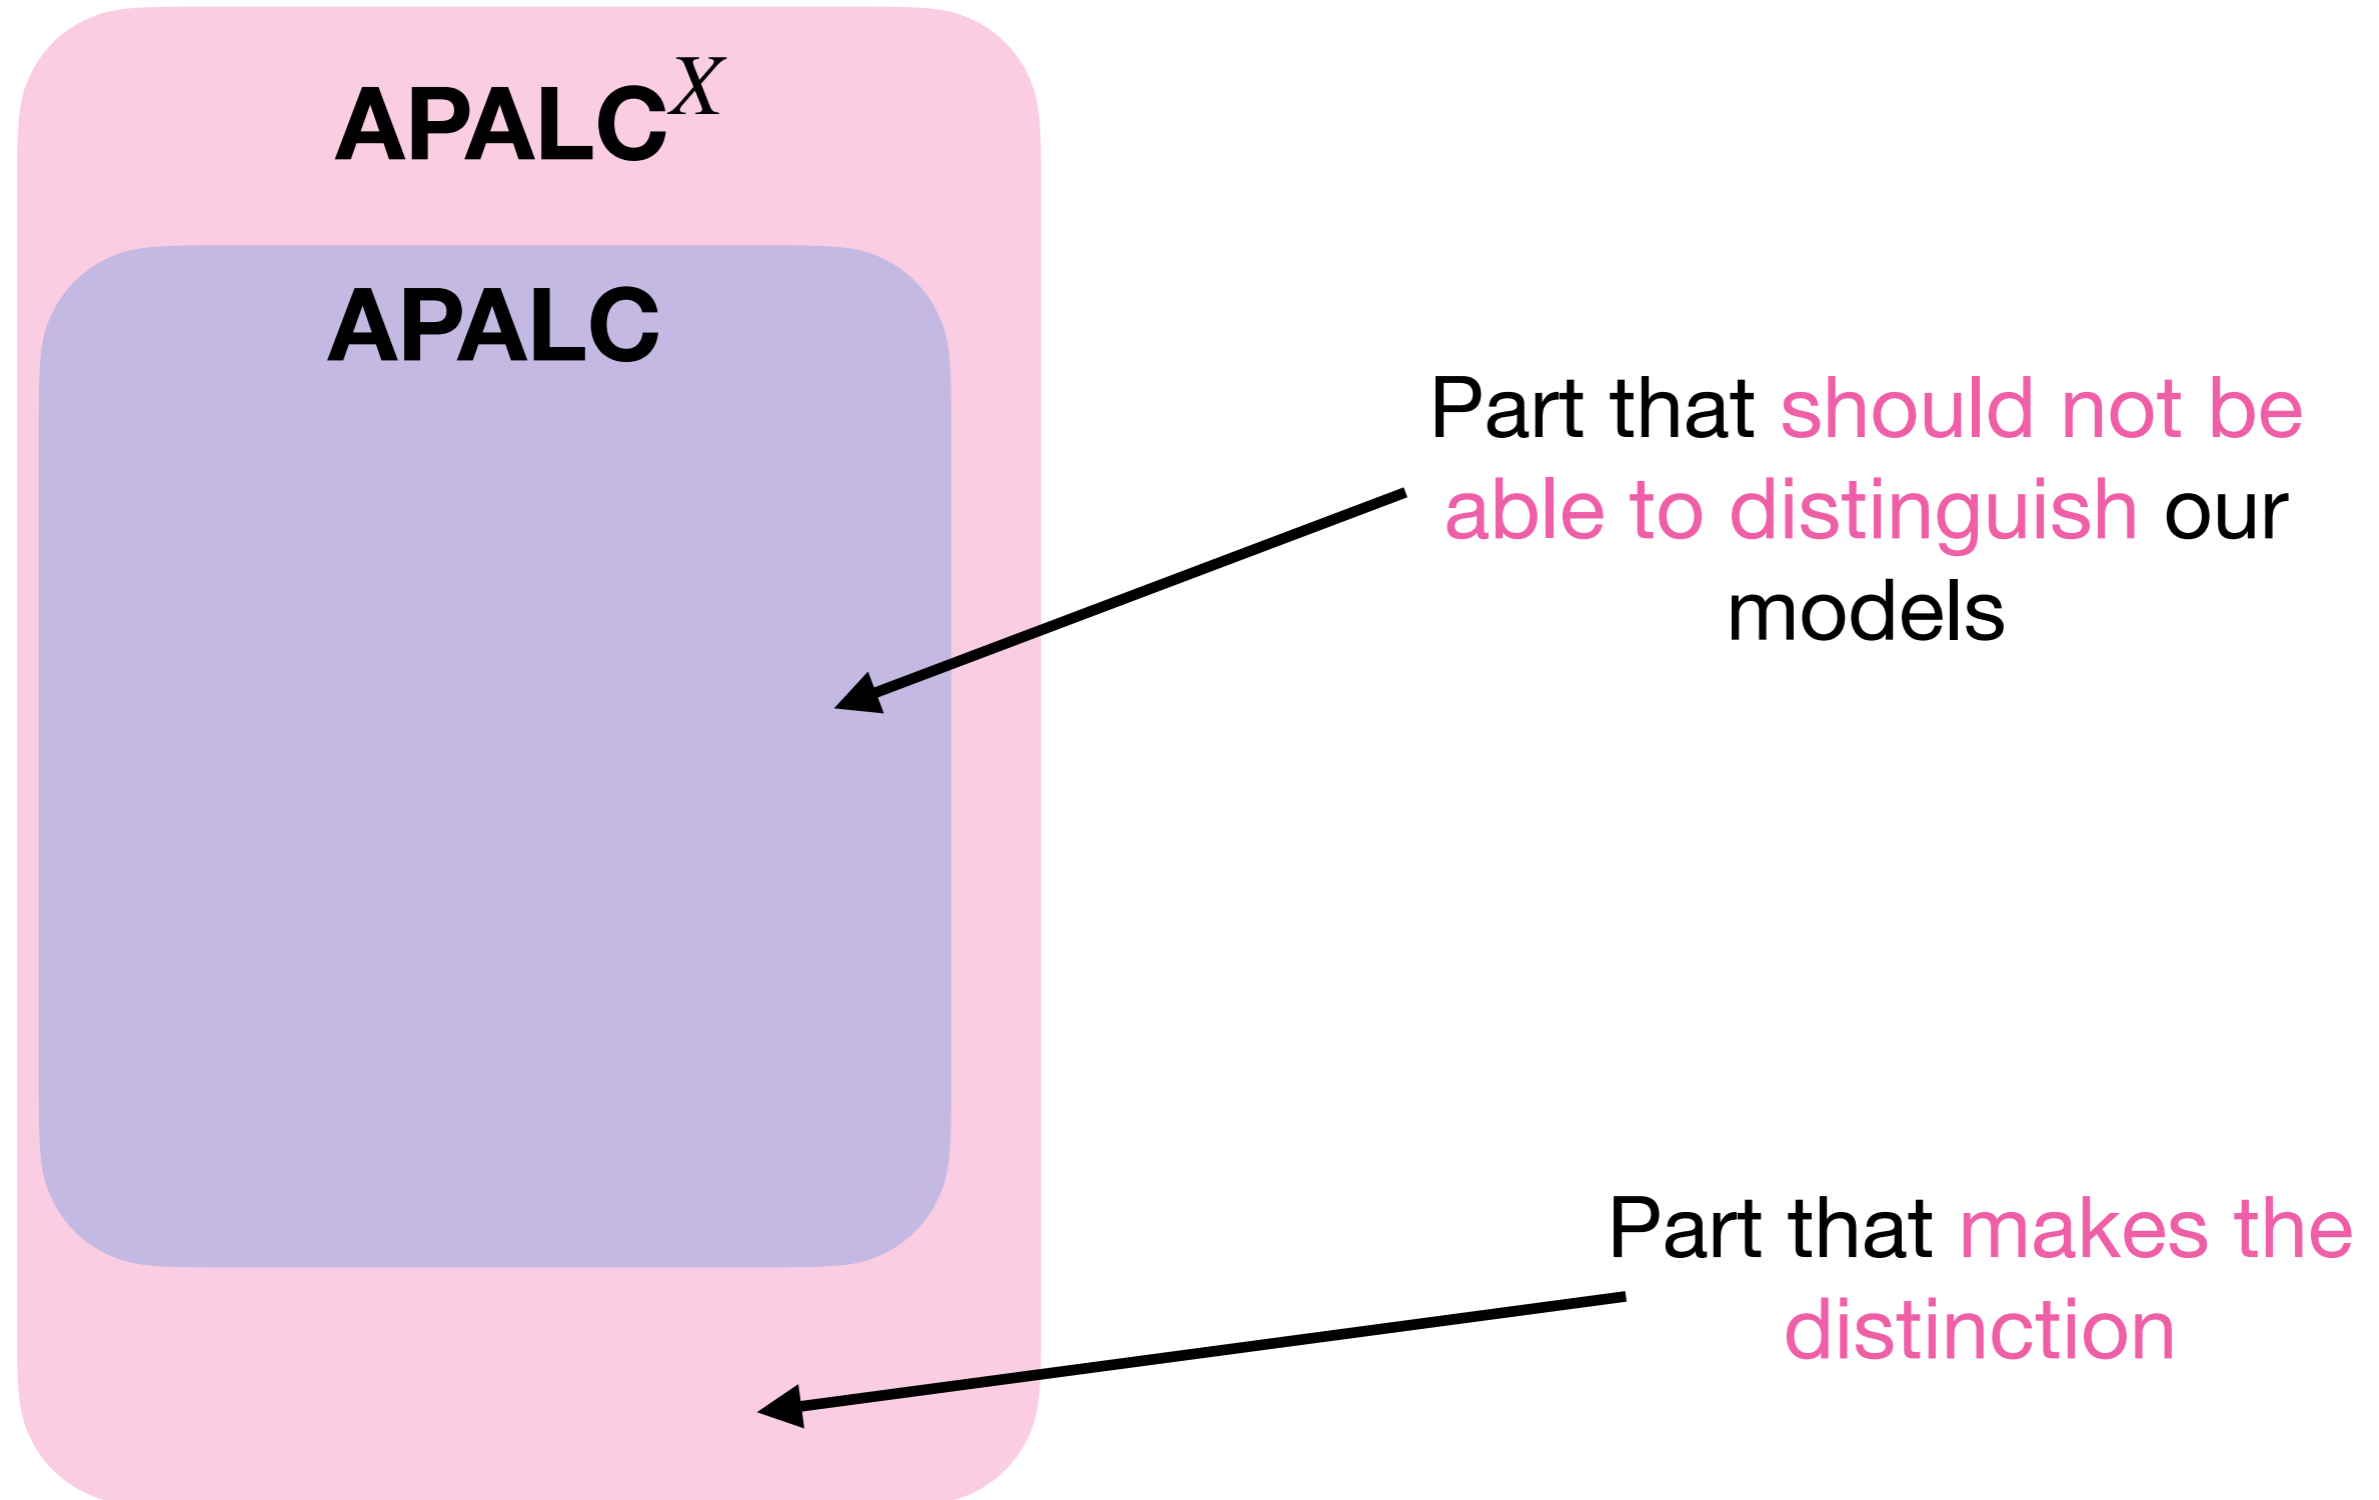 APALC^X
APALC
Part that should not be
able to distinguish our
models
Part that makes the
distinction